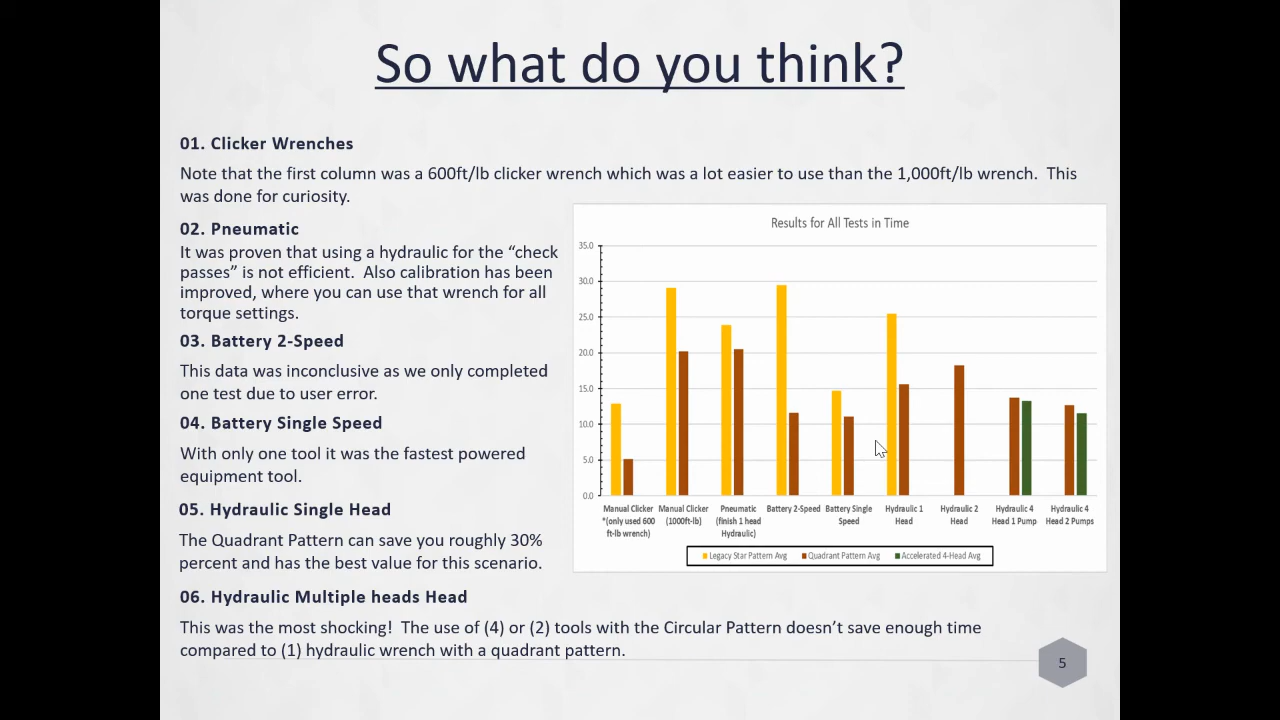 So what do you think?
01. Clicker Wrenches
Note that the first column was a 600ft/lb clicker wrench which was a lot easier to use than the 1,000ft/lb wrench.  This
was done for curiosity.
02. Pneumatic
It was proven that using a hydraulic for the “check
passes” is not efficient.  Also calibration has been
improved, where you can use that wrench for all
torque settings.
03. Battery 2-Speed
This data was inconclusive as we only completed
one test due to user error.
04. Battery Single Speed
With only one tool it was the fastest powered
equipment tool.
05. Hydraulic Single Head
The Quadrant Pattern can save you roughly 30%
percent and has the best value for this scenario.
06. Hydraulic Multiple heads Head
This was the most shocking!  The use of (4) or (2) tools with the Circular Pattern doesn’t save enough time
compared to (1) hydraulic wrench with a quadrant pattern.
Results for All Tests in Time
35.0
30.0
25.0
20.0
15.0
10.0
5.0
0.0
Manual Clicker
*(only used 600
ft-lb wrench)
Manual Clicker
(1000ft-lb)
Pneumatic
(finish 1 head
Hydraulic)
Battery 2-Speed
Battery Single
Speed
Hydraulic 1
Head
Hydraulic 2
Head
Hydraulic 4
Head 1 Pump
Hydraulic 4
Head 2 Pumps
Legacy Star Pattern Avg
Quadrant Pattern Avg
Accelerated 4-Head Avg
5